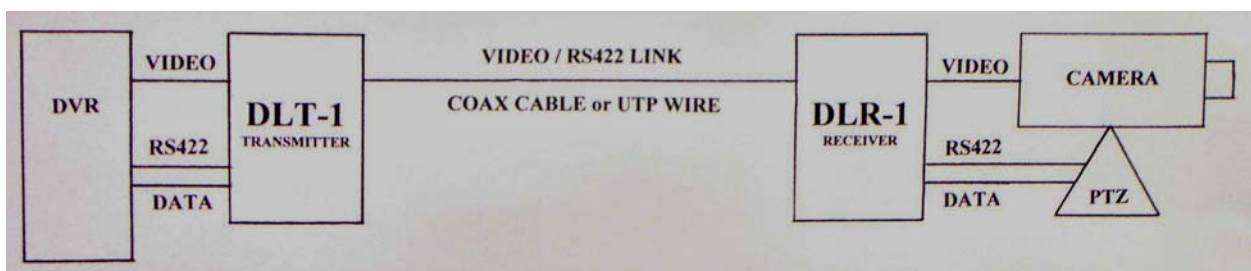 DVR
VIDEO
RS422
DATA
DLT-1
TRANSMITTER
VIDEO / RS422 LINK
COAX CABLE or UTP WIRE
DLR-1
RECEIVER
VIDEO
RS422
DATA
CAMERA
PTZ